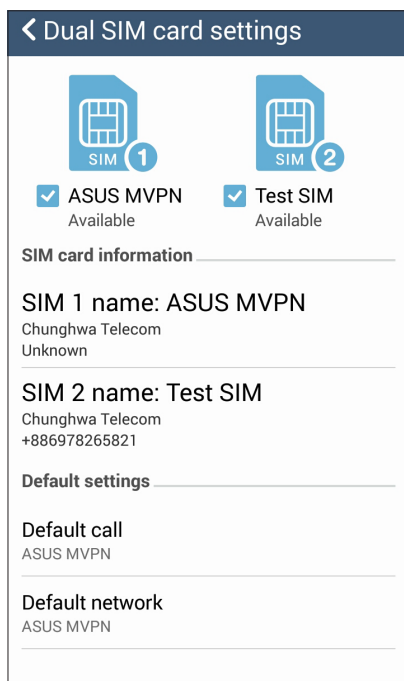 Dual SIM card settings
SIM 1
SIM 2
ASUS MVPN
Test SIM
Available
Available
SIM card information
SIM 1 name: ASUS MVPN
Chunghwa Telecom
Unknown
SIM 2 name: Test SIM
Chunghwa Telecom
+886978265821
Default settings
Default call
ASUS MVPN
Default network
ASUS MVPN